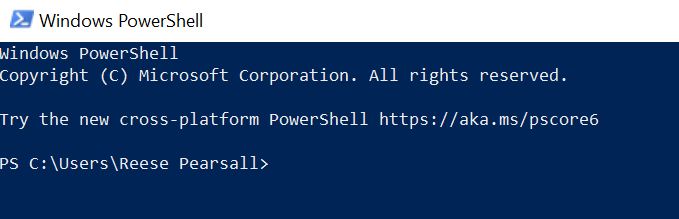 Windows PowerShell
Windows PowerShell
Copyright (C) Microsoft Corporation. All rights reserved.
Try the new cross-platform PowerShell https://aka.ms/pscore6
PS C:\Users\Reese Pearsall>